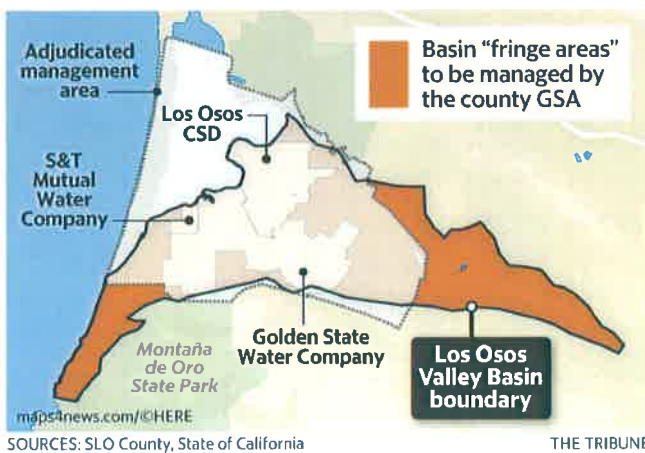 Adjudicated
management
area
Los Osos
CSD
S&T
Mutual
Water
Company
Basin “fringe areas”
to be managed by
the county GSA
Golden State
Water Company
Montaña
de Oro
State Park
Los Osos
Valley Basin
boundary
maps4news.com/©HERE
SOURCES: SLO County, State of California
THE TRIBUNE